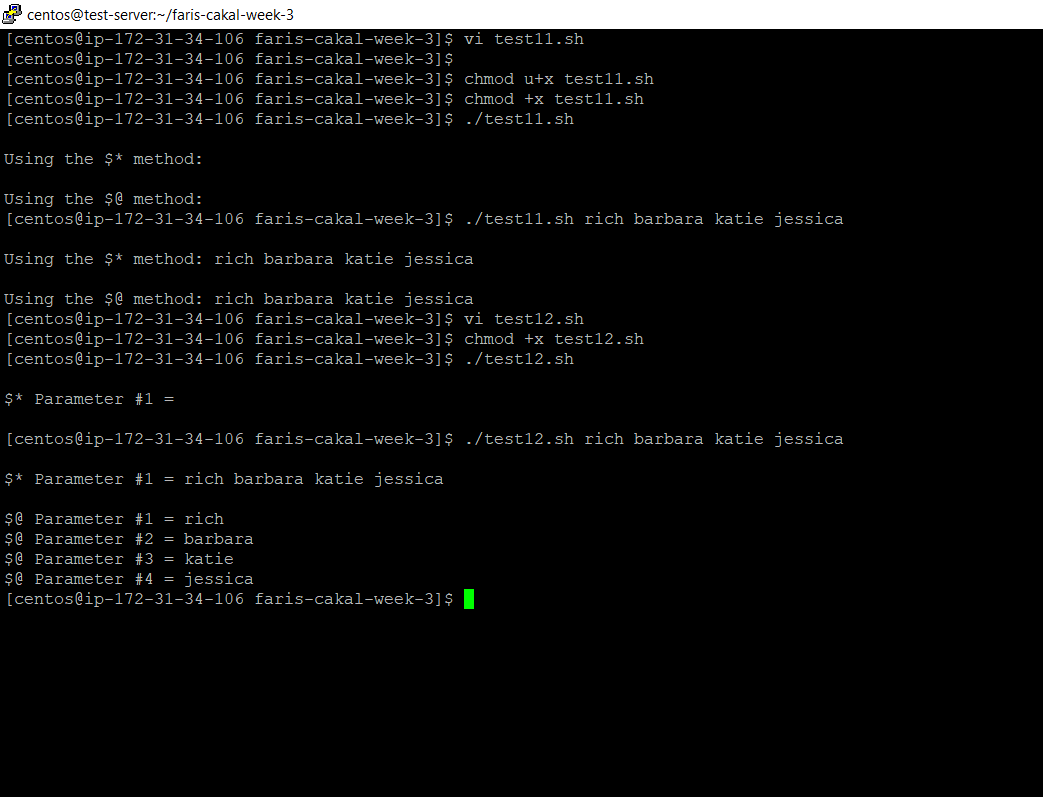 centos@test-server:~/faris-cakal-week-3
[centos@ip-172-31-34-106 faris-cakal-week-3]$ vi test11.sh
[centos@ip-172-31-34-106 faris-cakal-week-3]$
[centos@ip-172-31-34-106 faris-cakal-week-3]$ chmod u+x test11.sh
[centos@ip-172-31-34-106 faris-cakal-week-3]$ chmod +x test11.sh
[centos@ip-172-31-34-106 faris-cakal-week-3]$ ./test11.sh
Using the $* method:
Using the $@ method:
[centos@ip-172-31-34-106 faris-cakal-week-3]$ ./test11.sh rich barbara katie jessica
Using the $* method: rich barbara katie jessica
Using the $@ method: rich barbara katie jessica
[centos@ip-172-31-34-106 faris-cakal-week-3]$ vi test12.sh
[centos@ip-172-31-34-106 faris-cakal-week-3]$ chmod +x test12.sh
[centos@ip-172-31-34-106 faris-cakal-week-3]$ ./test12.sh
$* Parameter #1 =
[centos@ip-172-31-34-106 faris-cakal-week-3]$ ./test12.sh rich barbara katie jessica
$* Parameter #1 = rich barbara katie jessica
$@ Parameter #1 = rich
$@ Parameter #2 = barbara
$@ Parameter #3 = katie
$@ Parameter #4 = jessica
[centos@ip-172-31-34-106 faris-cakal-week-3]$